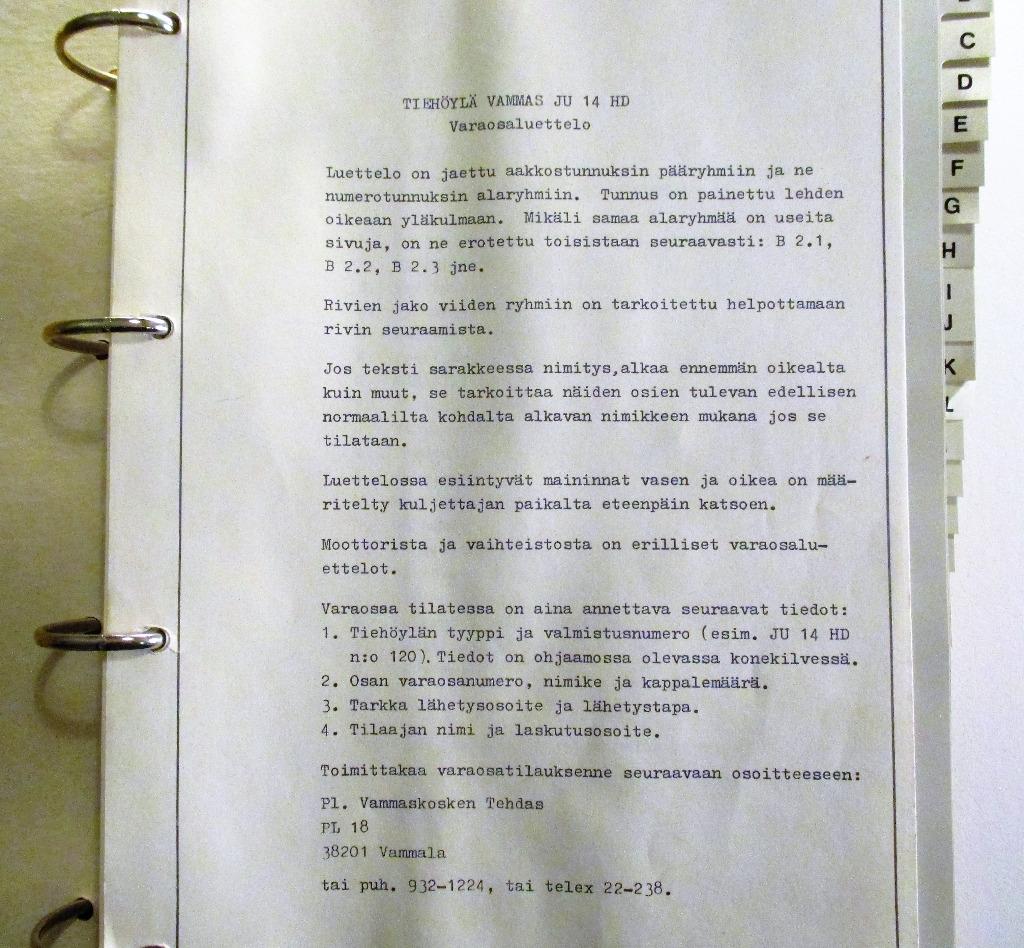 TIEHÖYLÄ VAMMAS JU 14 HD
Varaosaluettelo
Luettelo on jaettu aakkostunnuksin pääryhmiin ja ne
numerotunnuksin alaryhmiin. Tunnus on painettu lehden
oikeaan yläkulmaan. Mikäli samaa alaryhmää on useita
sivuja, on ne erotettu toisistaan seuraavasti: B 2.1,
B 2.2, B 2.3 jne.
Rivien jako viiden ryhmiin on tarkoitettu helpottamaan
rivin seuraamista.
Jos teksti sarakkeessa nimitys,alkaa ennemmän oikealta
kuin muut, se tarkoittaa näiden osien tulevan edellisen
normaalilta kohdalta alkavan nimikkeen mukana jos se
tilataan.
Luettelossa esiintyvät maininnat vasen ja oikea on mää-
ritelty kuljettajan paikalta eteenpäin katsoen.
Moottorista ja vaihteistosta on erilliset varaosalu-
ettelot.
Varaosaa tilatessa on aina annettava seuraavat tiedot:
1. Tiehöylän tyyppi ja valmistusnumero (esim. JU 14 HD
n:o 120). Tiedot on ohjaamossa olevassa konekilvessä.
2. Osan varaosanumero, nimike ja kappalemäärä.
3. Tarkka lähetysosoite ja lähetystapa.
4. Tilaajan nimi ja laskutusosoite.
Toimittakaa varaosatilauksenne seuraavaan osoitteeseen:
Pl. Vammaskosken Tehdas
PL 18
38201 Vammala
tai puh. 932-1224, tai telex 22-238.
C
D
E
F
G
H
I
J
K
L